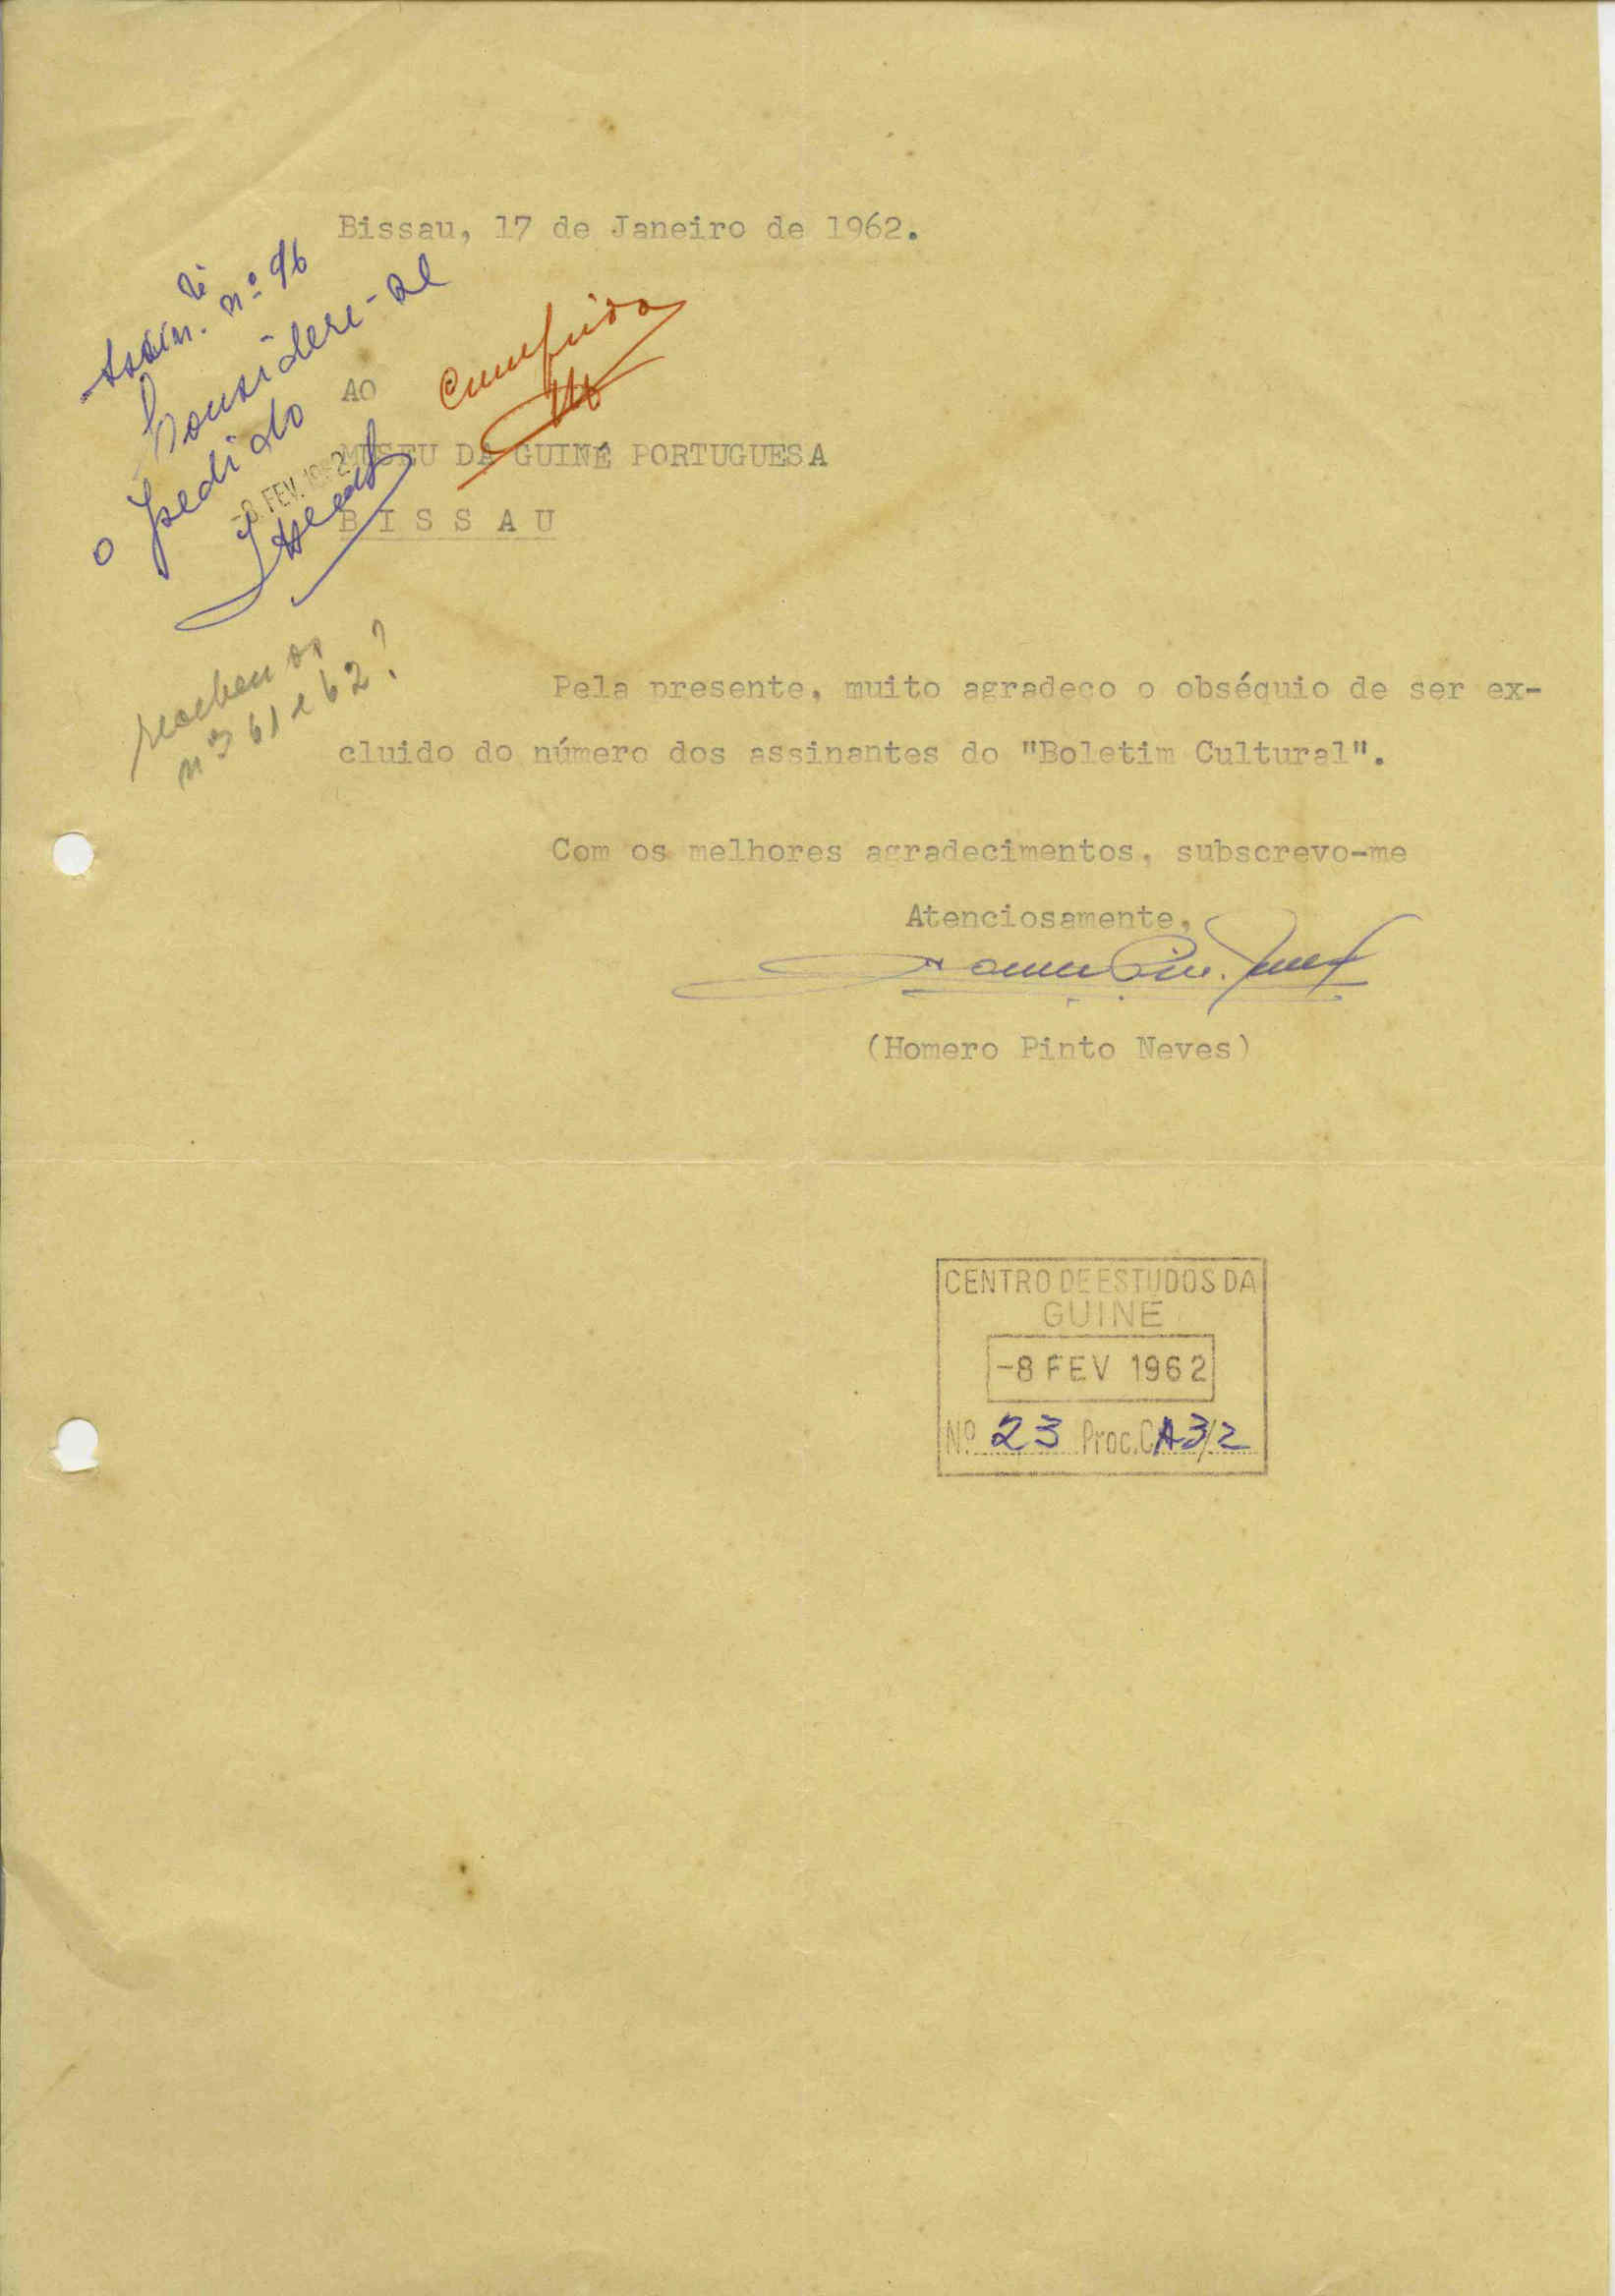 Bissau, 17 de Janeiro de 1962.
Assin.te nº 96
Considere-se
o pedido
-8. FEV. 1962
Cumprido
AO
MUSEU DA GUINÉ PORTUGUESA
B I S S A U
recebeu os
nºs 61 e 62?
Pela presente, muito agradeço o obséquio de ser ex-
cluido do número dos assinantes do "Boletim Cultural".
Com os melhores agradecimentos, subscrevo-me
Atenciosamente,
(Homero Pinto Neves)
CENTRO DE ESTUDOS DA
GUINÉ
-8 FEV 1962
Nº 23 Proc. CA3/2